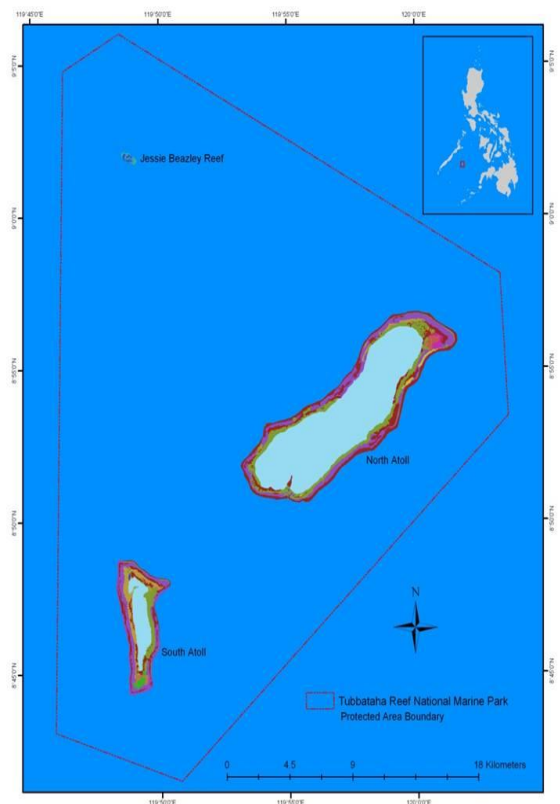 119°45'0"E 119°50'0"E 119°55'0"E 120°0'0"E
9°5'0"N 9°5'0"N
Jessie Beazley Reef
9°0'0"N 9°0'0"N
8°55'0"N 8°55'0"N
North Atoll
8°50'0"N 8°50'0"N
N
South Atoll
8°45'0"N 8°45'0"N
Tubbataha Reef National Marine Park
Protected Area Boundary
0 4.5 9 18 Kilometers
119°50'0"E 119°55'0"E 120°0'0"E